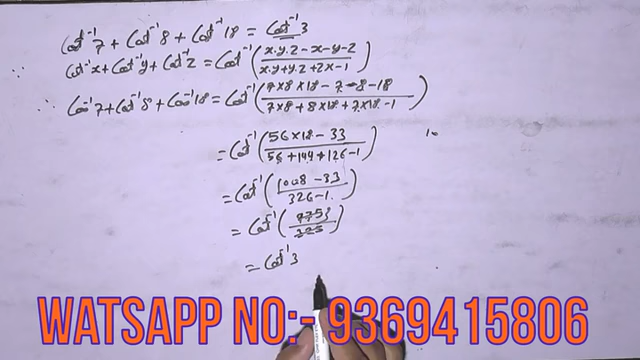 Cot⁻¹7 + Cot⁻¹8 + Cot⁻¹18 = Cot⁻¹3
∴ Cot⁻¹x + Cot⁻¹y + Cot⁻¹z = Cot⁻¹(x.y.z - x - y - z / x.y + y.z + zx - 1)
∴ Cot⁻¹7 + Cot⁻¹8 + Cot⁻¹18 = Cot⁻¹(7×8×18 - 7 - 8 - 18 / 7×8 + 8×18 + 7×18 - 1)
= Cot⁻¹(56×18 - 33 / 56 + 144 + 126 - 1)
= Cot⁻¹(1008 - 33 / 326 - 1)
= Cot⁻¹( / 325)
= Cot⁻¹3
WATSAPP NO:- 9369415806